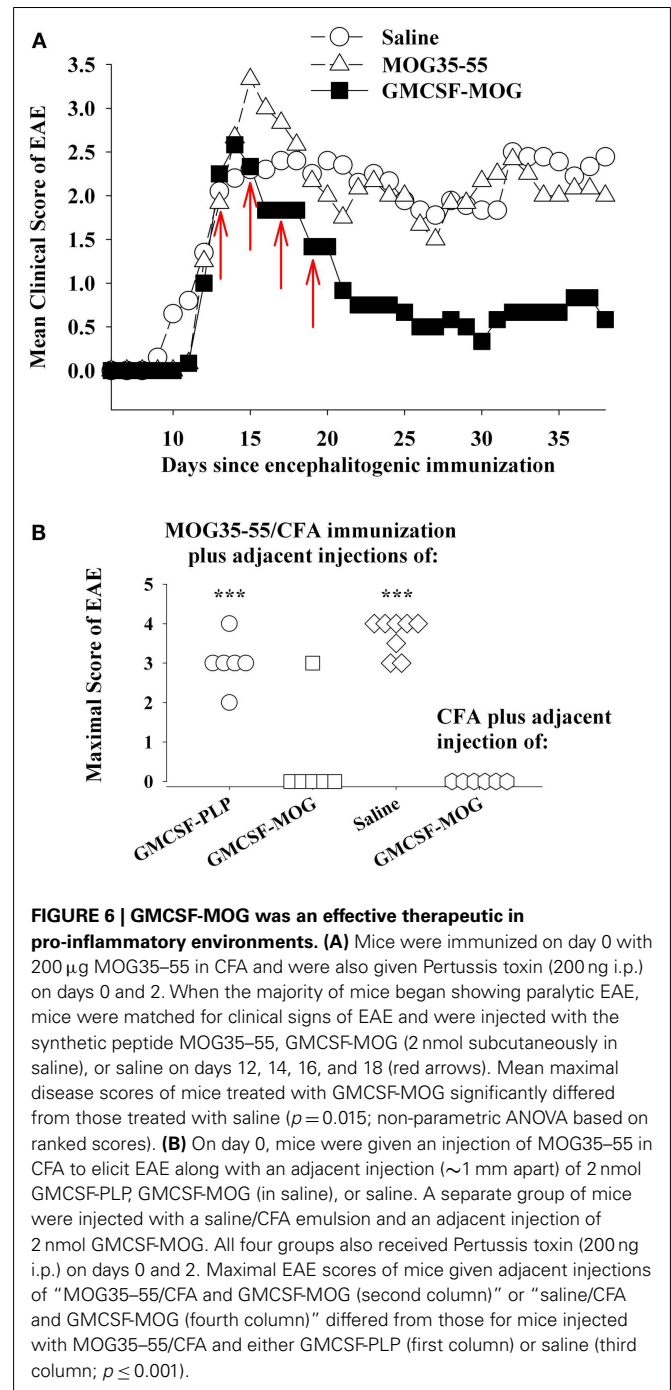 A
Saline
MOG35-55
GMCSF-MOG
3.5
3.0
2.5
2.0
1.5
1.0
0.5
0.0
Mean Clinical Score of EAE
10 15 20 25 30 35
Days since encephalitogenic immunization
B
MOG35-55/CFA immunization
plus adjacent injections of:
5
4
3
2
1
0
Maximal Score of EAE
*** ***
CFA plus adjacent
injection of:
GMCSF-PLP
GMCSF-MOG
Saline
GMCSF-MOG
FIGURE 6 | GMCSF-MOG was an effective therapeutic in
pro-inflammatory environments. (A) Mice were immunized on day 0 with
200 μg MOG35–55 in CFA and were also given Pertussis toxin (200 ng i.p.)
on days 0 and 2. When the majority of mice began showing paralytic EAE,
mice were matched for clinical signs of EAE and were injected with the
synthetic peptide MOG35–55, GMCSF-MOG (2 nmol subcutaneously in
saline), or saline on days 12, 14, 16, and 18 (red arrows). Mean maximal
disease scores of mice treated with GMCSF-MOG significantly differed
from those treated with saline (p = 0.015; non-parametric ANOVA based on
ranked scores). (B) On day 0, mice were given an injection of MOG35–55 in
CFA to elicit EAE along with an adjacent injection (∼1 mm apart) of 2 nmol
GMCSF-PLP, GMCSF-MOG (in saline), or saline. A separate group of mice
were injected with a saline/CFA emulsion and an adjacent injection of
2 nmol GMCSF-MOG. All four groups also received Pertussis toxin (200 ng
i.p.) on days 0 and 2. Maximal EAE scores of mice given adjacent injections
of “MOG35–55/CFA and GMCSF-MOG (second column)” or “saline/CFA
and GMCSF-MOG (fourth column)” differed from those for mice injected
with MOG35–55/CFA and either GMCSF-PLP (first column) or saline (third
column; p ≤ 0.001).